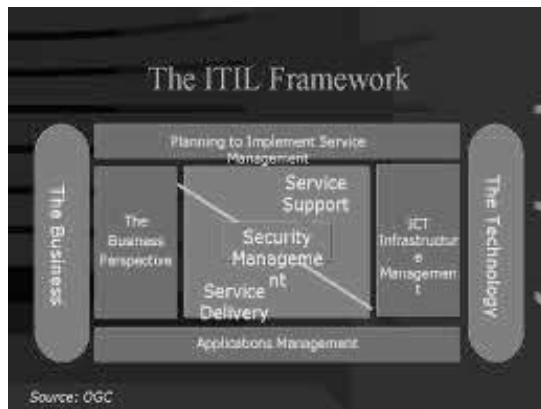 The ITIL Framework
Planning to Implement Service
Management
The Business
The
Business
Perspective
Service
Support
Security
Manageme
nt
Service
Delivery
ICT
Infrastructur
e
Managemen
t
The Technology
Applications Management
Source: OGC